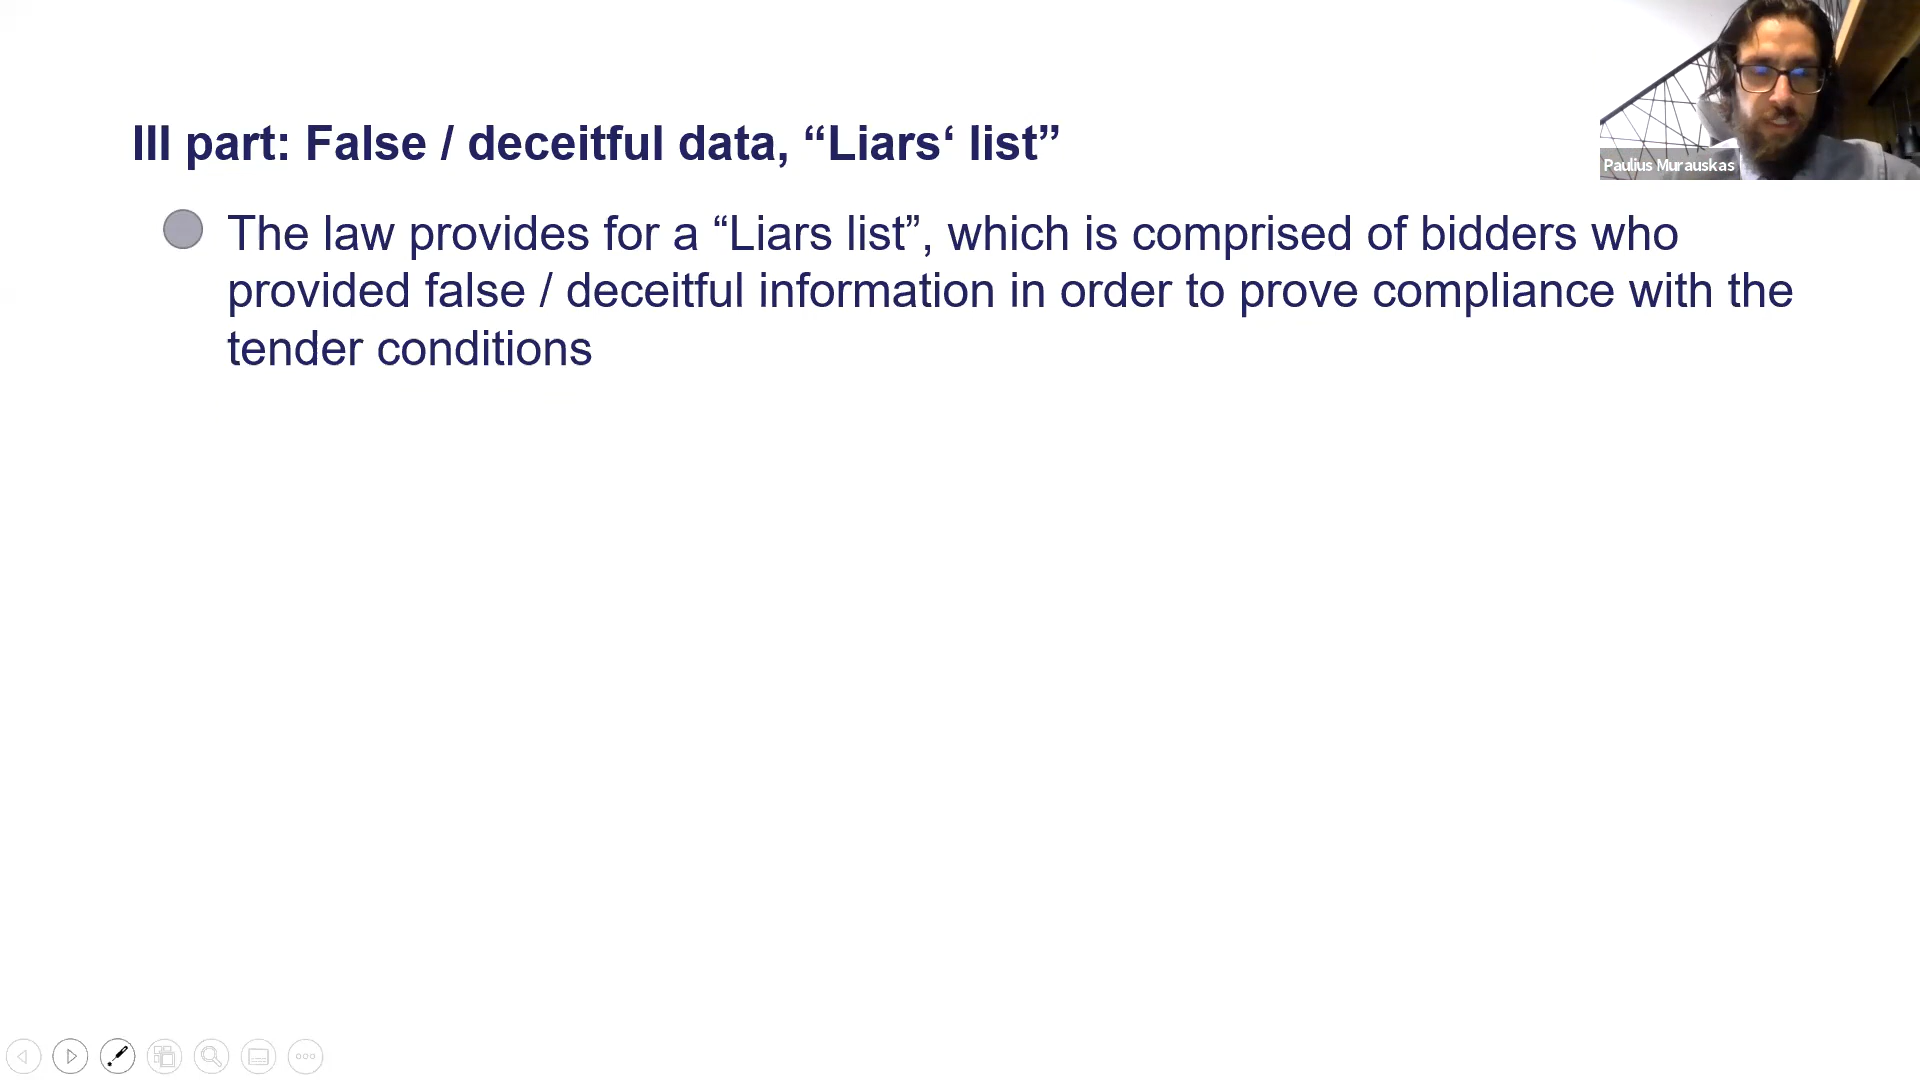 III part: False / deceitful data, “Liars‘ list”
Paulius Murauskas
The law provides for a “Liars list”, which is comprised of bidders who
provided false / deceitful information in order to prove compliance with the
tender conditions